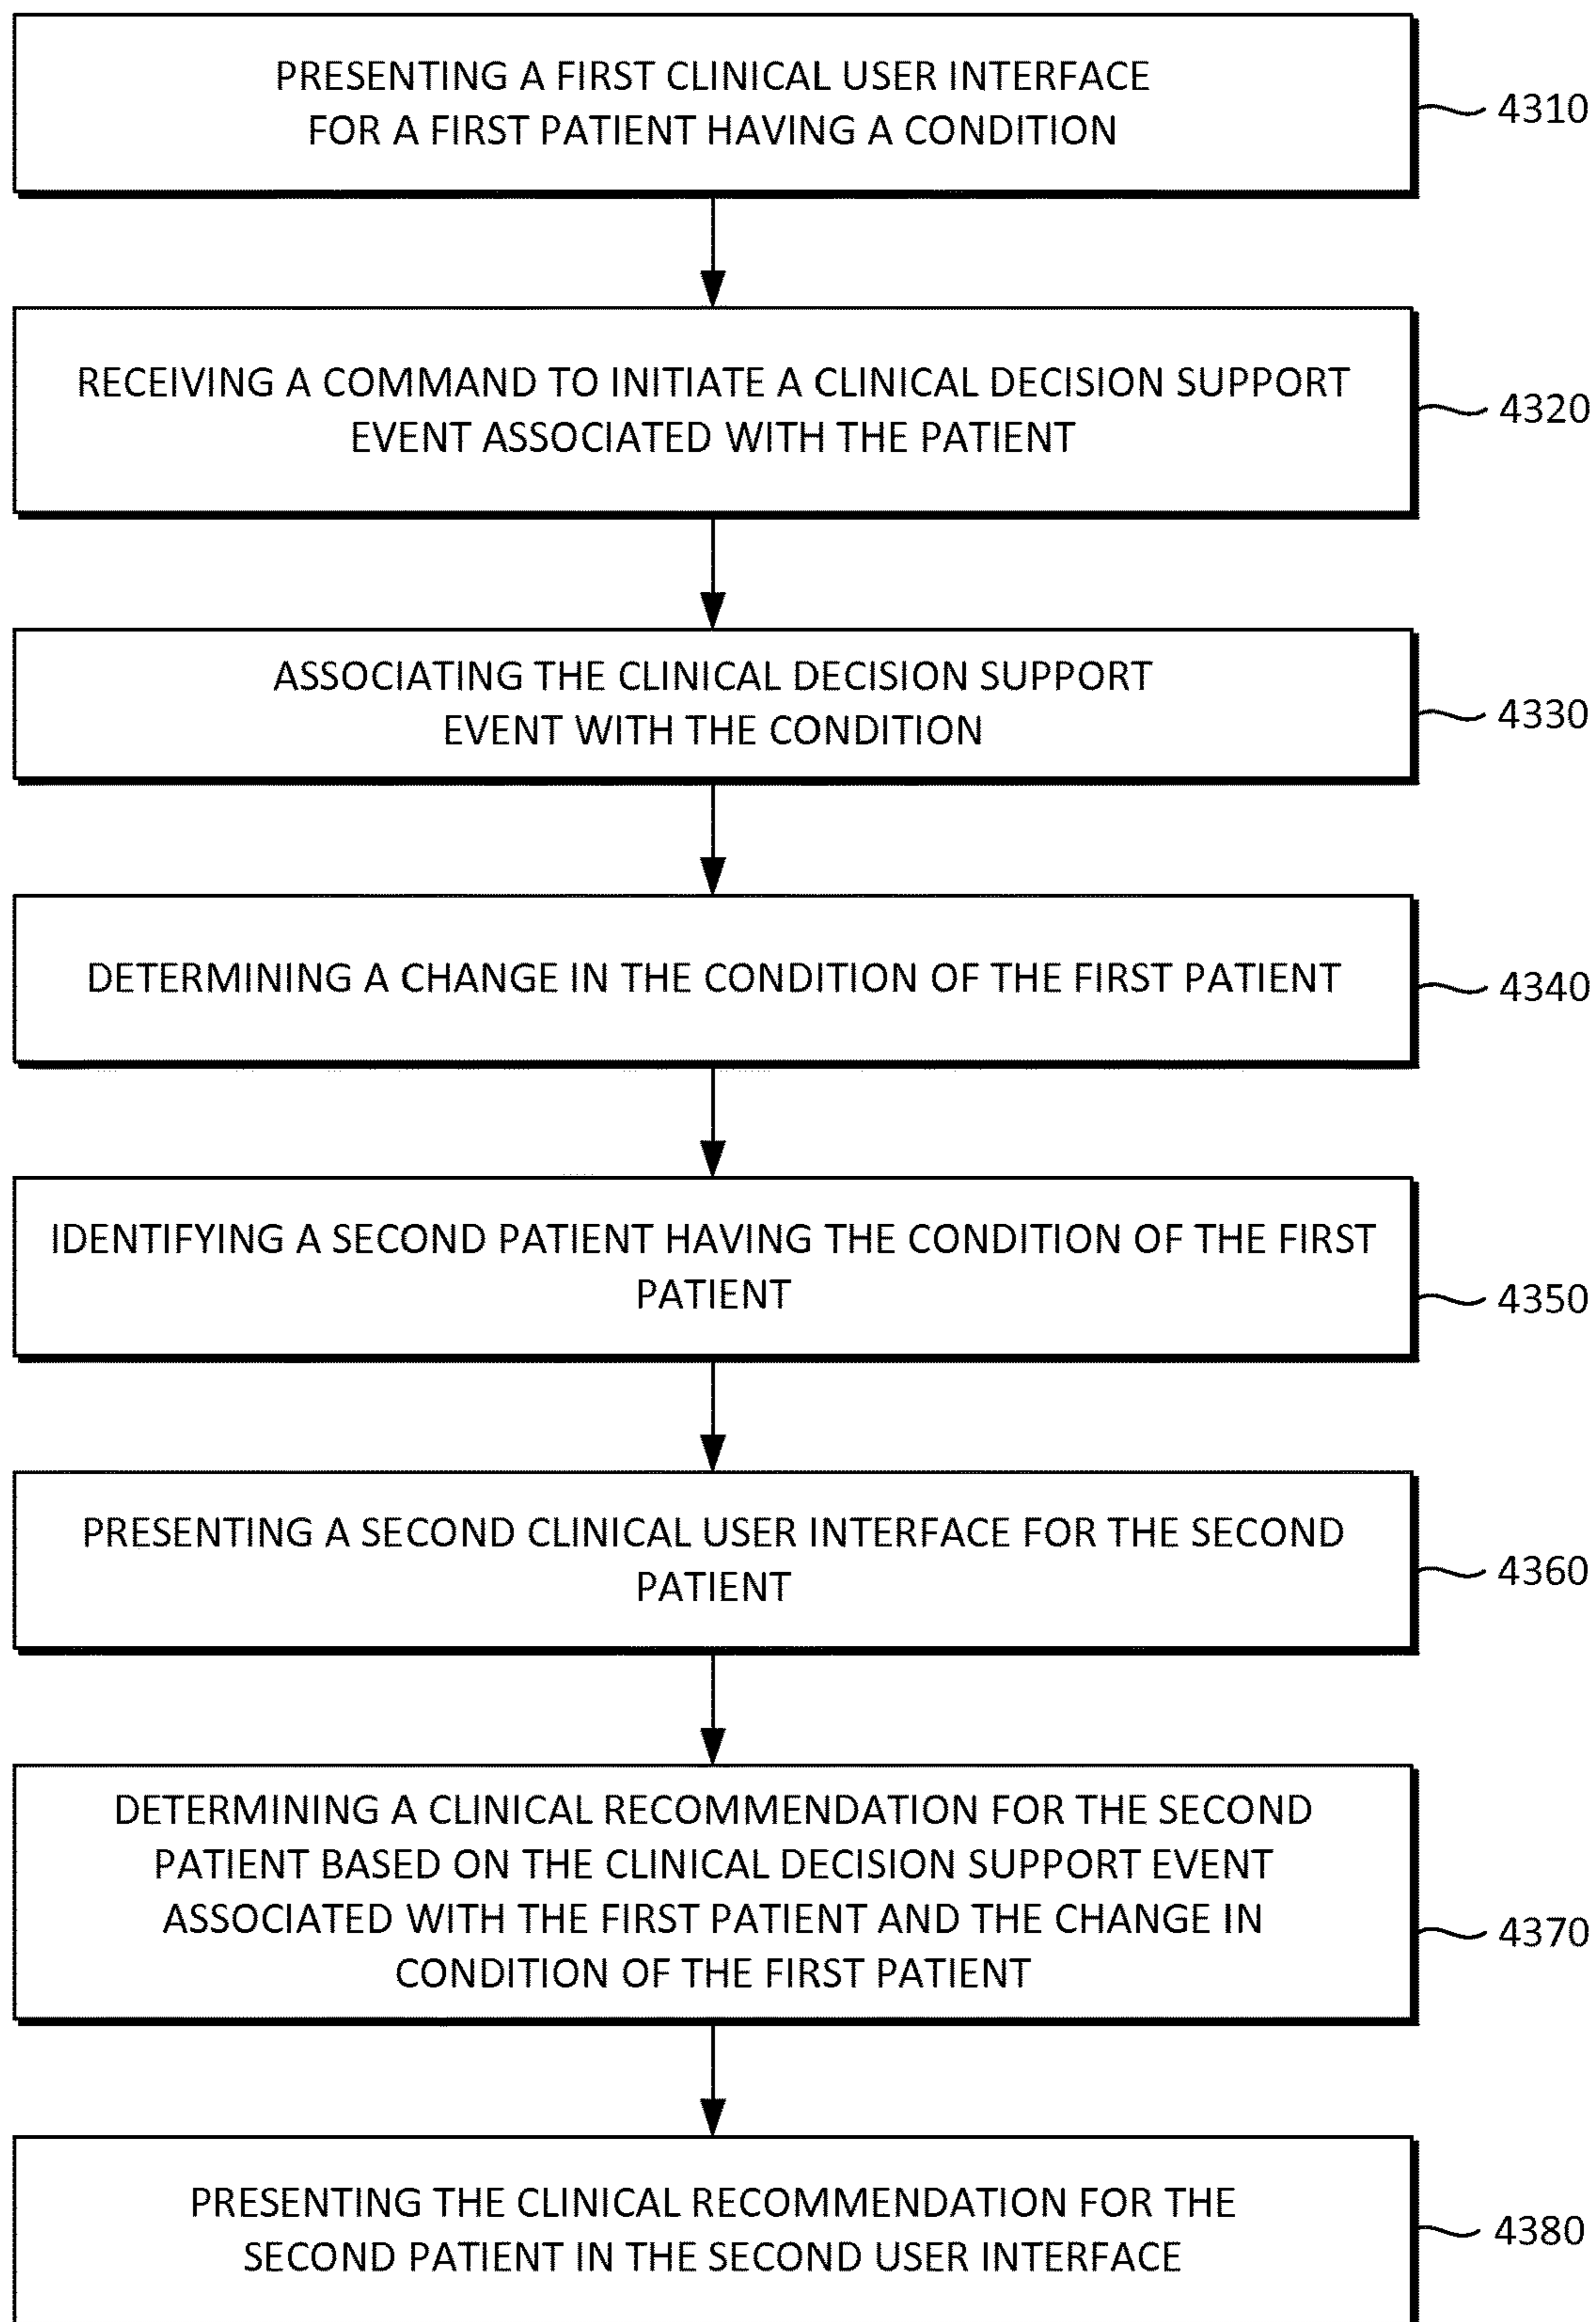 PRESENTING A FIRST CLINICAL USER INTERFACE
FOR A FIRST PATIENT HAVING A CONDITION
4310
RECEIVING A COMMAND TO INITIATE A CLINICAL DECISION SUPPORT
EVENT ASSOCIATED WITH THE PATIENT
4320
ASSOCIATING THE CLINICAL DECISION SUPPORT
EVENT WITH THE CONDITION
4330
DETERMINING A CHANGE IN THE CONDITION OF THE FIRST PATIENT
4340
IDENTIFYING A SECOND PATIENT HAVING THE CONDITION OF THE FIRST
PATIENT
4350
PRESENTING A SECOND CLINICAL USER INTERFACE FOR THE SECOND
PATIENT
4360
DETERMINING A CLINICAL RECOMMENDATION FOR THE SECOND
PATIENT BASED ON THE CLINICAL DECISION SUPPORT EVENT
ASSOCIATED WITH THE FIRST PATIENT AND THE CHANGE IN
CONDITION OF THE FIRST PATIENT
4370
PRESENTING THE CLINICAL RECOMMENDATION FOR THE
SECOND PATIENT IN THE SECOND USER INTERFACE
4380